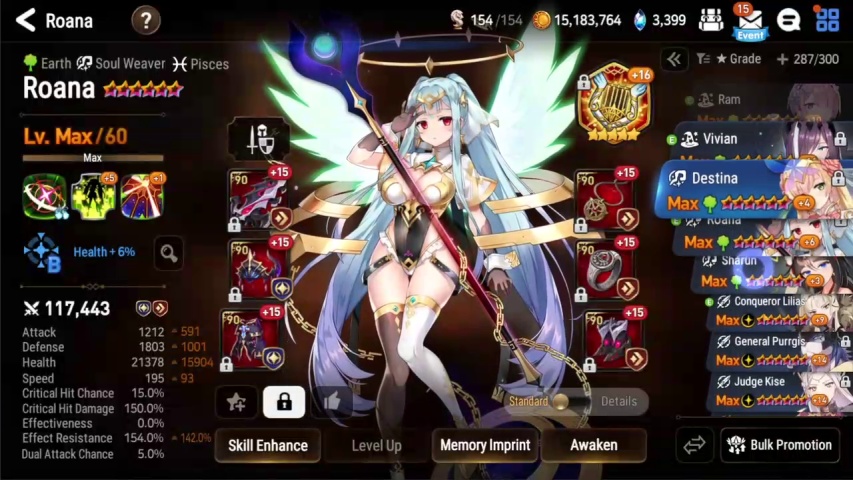 Roana
?
154/154
15,183,764
3,399
15
Event
Earth Soul Weaver Pisces
Roana
Lv. Max/60
Max
+5
+1
B
Health + 6%
117,443
Attack 1212 591
Defense 1803 1001
Health 21378 15904
Speed 195 93
Critical Hit Chance 15.0%
Critical Hit Damage 150.0%
Effectiveness 0.0%
Effect Resistance 154.0% 142.0%
Dual Attack Chance 5.0%
+16
90 +15
90 +15
90 +15
90 +15
90 +15
90 +15
Standard
Details
Skill Enhance
Level Up
Memory Imprint
Awaken
Grade
287/300
Ram
Vivian
Destina
Max +4
Roana
Max +6
Sharun
Max +3
Conqueror Lilias
Max +9
General Purrgis
Max +14
Judge Kise
Max +14
Bulk Promotion